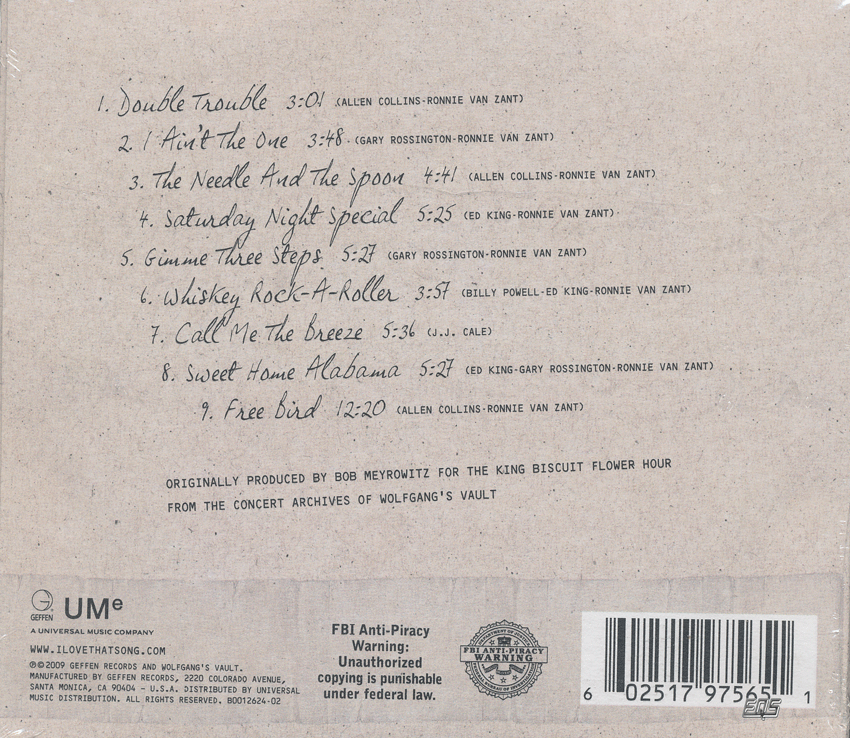 1. Double Trouble 3:01 (ALLEN COLLINS-RONNIE VAN ZANT)
2. I Ain't The One 3:48 (GARY ROSSINGTON-RONNIE VAN ZANT)
3. The Needle And The Spoon 4:41 (ALLEN COLLINS-RONNIE VAN ZANT)
4. Saturday Night Special 5:25 (ED KING-RONNIE VAN ZANT)
5. Gimme Three Steps 5:27 (GARY ROSSINGTON-RONNIE VAN ZANT)
6. Whiskey Rock-A-Roller 3:57 (BILLY POWELL-ED KING-RONNIE VAN ZANT)
7. Call Me The Breeze 5:36 (J.J. CALE)
8. Sweet Home Alabama 5:27 (ED KING-GARY ROSSINGTON-RONNIE VAN ZANT)
9. Free Bird 12:20 (ALLEN COLLINS-RONNIE VAN ZANT)
ORIGINALLY PRODUCED BY BOB MEYROWITZ FOR THE KING BISCUIT FLOWER HOUR
FROM THE CONCERT ARCHIVES OF WOLFGANG'S VAULT
GEFFEN UMe
A UNIVERSAL MUSIC COMPANY
WWW.ILOVETHATSONG.COM
℗©2009 GEFFEN RECORDS AND WOLFGANG'S VAULT.
MANUFACTURED BY GEFFEN RECORDS, 2220 COLORADO AVENUE,
SANTA MONICA, CA 90404 - U.S.A. DISTRIBUTED BY UNIVERSAL
MUSIC DISTRIBUTION. ALL RIGHTS RESERVED. B0012624-02
FBI Anti-Piracy
Warning:
Unauthorized
copying is punishable
under federal law.
DEPARTMENT OF JUSTICE
FBI ANTI-PIRACY
WARNING
FEDERAL BUREAU OF INVESTIGATION
6 02517 97565 1